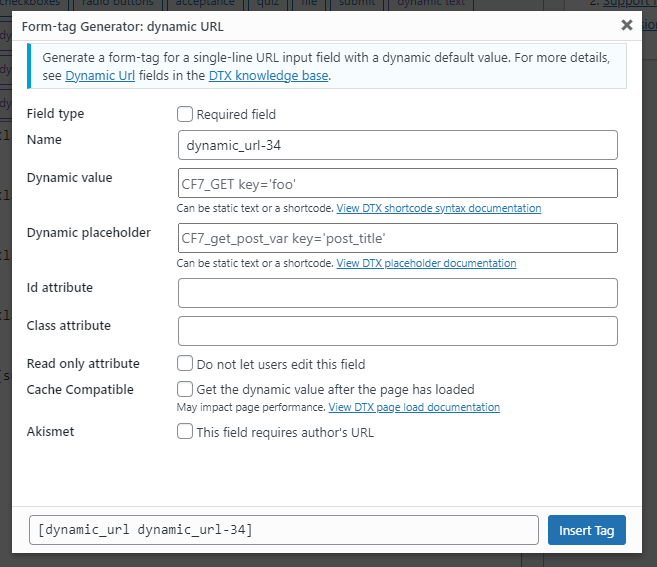 checkboxes radio buttons acceptance quiz file submit dynamic text
2. Support f
Form-tag Generator: dynamic URL
Generate a form-tag for a single-line URL input field with a dynamic default value. For more details,
see Dynamic Url fields in the DTX knowledge base.
Field type Required field
Name dynamic_url-34
Dynamic value CF7_GET key='foo'
Can be static text or a shortcode. View DTX shortcode syntax documentation
Dynamic placeholder CF7_get_post_var key='post_title'
Can be static text or a shortcode. View DTX placeholder documentation
Id attribute
Class attribute
Read only attribute Do not let users edit this field
Cache Compatible Get the dynamic value after the page has loaded
May impact page performance. View DTX page load documentation
Akismet This field requires author's URL
[dynamic_url dynamic_url-34] Insert Tag